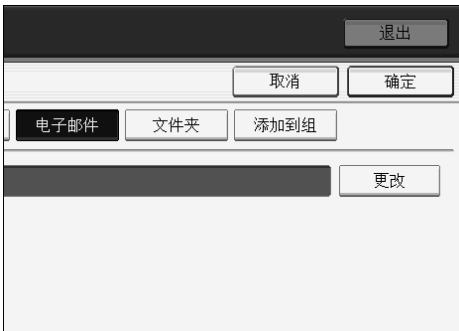 退出
取消 确定
电子邮件 文件夹 添加到组
更改